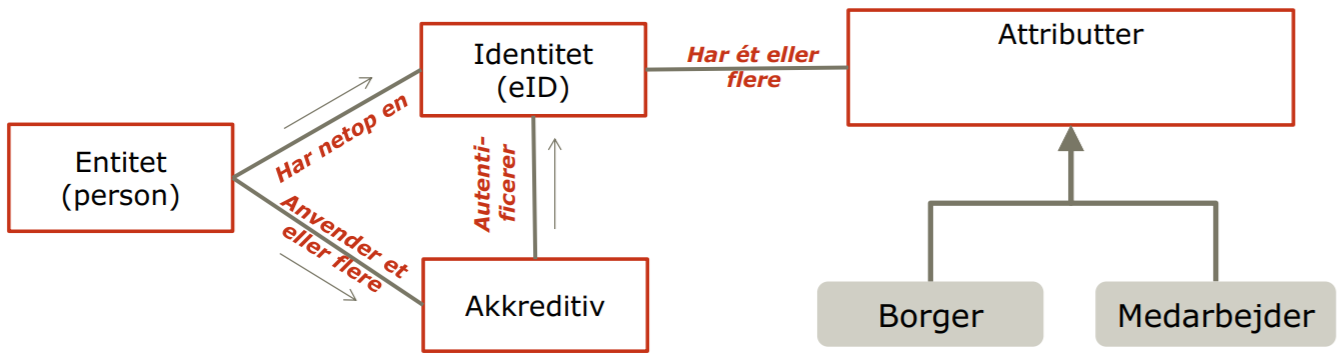 Entitet
(person)
Har netop en
Anvender et
eller flere
Identitet
(eID)
Autenti-
ficerer
Akkreditiv
Har ét eller
flere
Attributter
Borger
Medarbejder